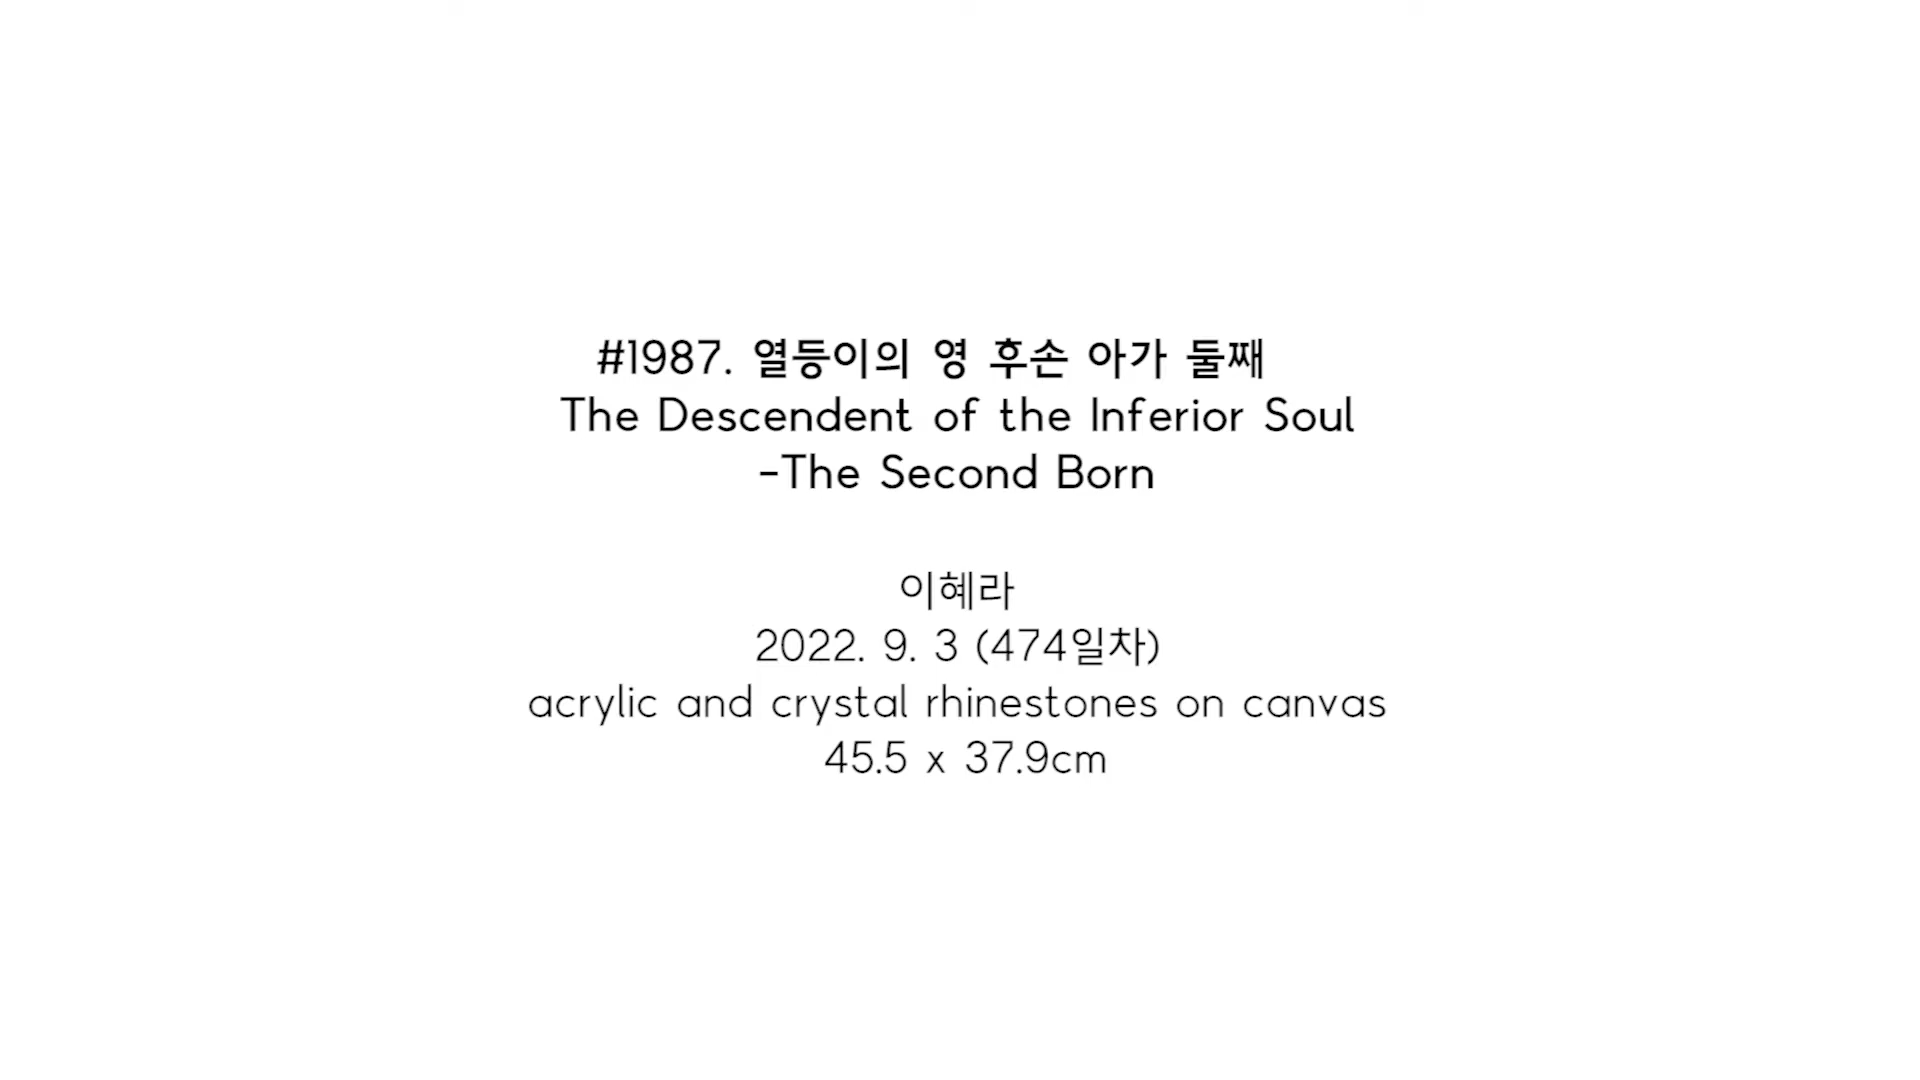 #1987. 열등이의 영 후손 아가 둘째
The Descendent of the Inferior Soul
-The Second Born
이혜라
2022. 9. 3 (474일차)
acrylic and crystal rhinestones on canvas
45.5 x 37.9cm